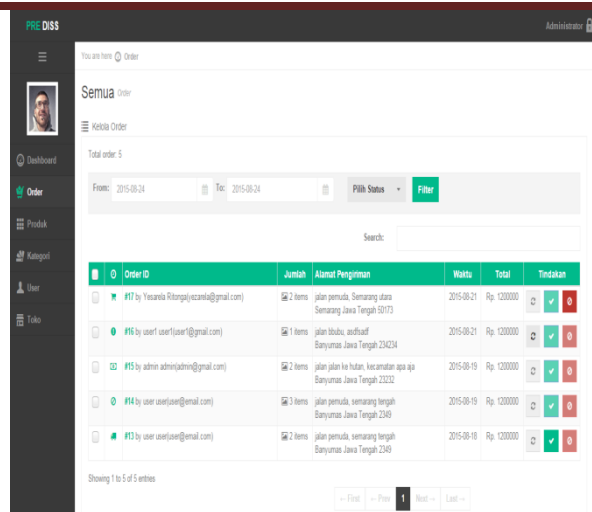 PRE DISS
Administrator
You are here Order
Semua Order
Kelola Order
Dashboard
Order
Produk
Kategori
User
Toko
Total order: 5
From: 2015-08-24 To: 2015-08-24 Pilih Status Filter
Search:
Order ID Jumlah Alamat Pengiriman Waktu Total Tindakan
#17 by Yesarela Ritonga(yezarela@gmail.com) 2 items jalan pemuda, Semarang utara 2015-08-21 Rp. 1200000
Semarang Jawa Tengah 50173
#16 by user1 user1(user1@gmail.com) 1 items jalan bbubu, asdfsadf 2015-08-21 Rp. 1200000
Banyumas Jawa Tengah 234234
#15 by admin admin(admin@gmail.com) 2 items jalan jalan ke hutan, kecamatan apa aja 2015-08-19 Rp. 1200000
Banyumas Jawa Tengah 23232
#14 by user user(user@email.com) 3 items jalan pemuda, semarang tengah 2015-08-19 Rp. 1200000
Banyumas Jawa Tengah 2349
#13 by user user(user@email.com) 2 items jalan pemuda, semarang tengah 2015-08-18 Rp. 1200000
Banyumas Jawa Tengah 2349
Showing 1 to 5 of 5 entries
← First ← Prev 1 Next → Last →